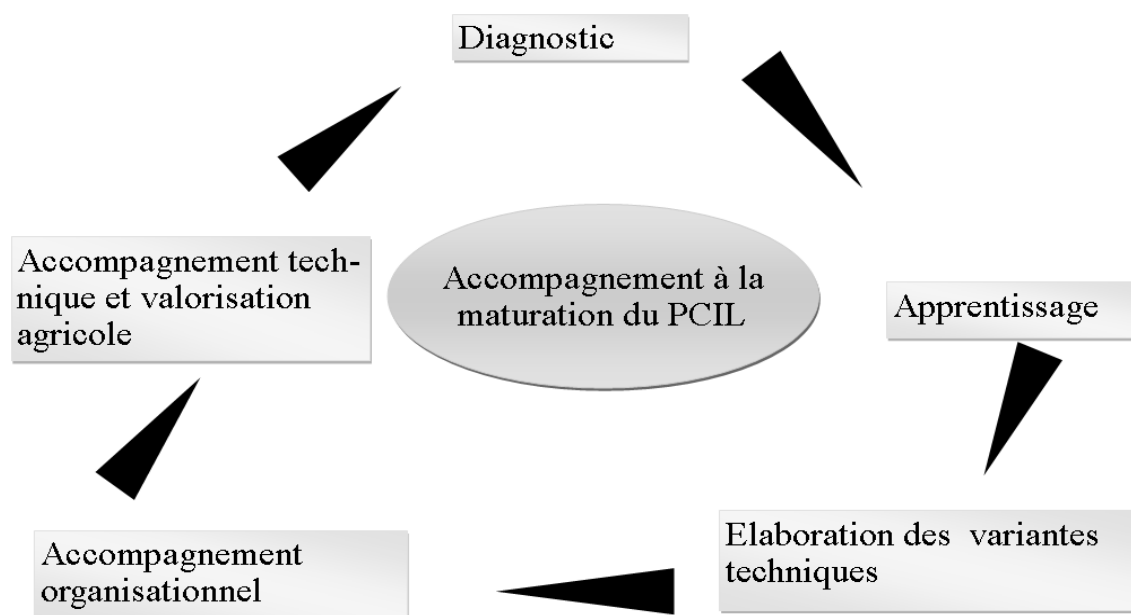 Diagnostic
Accompagnement tech-
nique et valorisation
agricole
Accompagnement à la
maturation du PCIL
Apprentissage
Elaboration des  variantes
techniques
Accompagnement
organisationnel